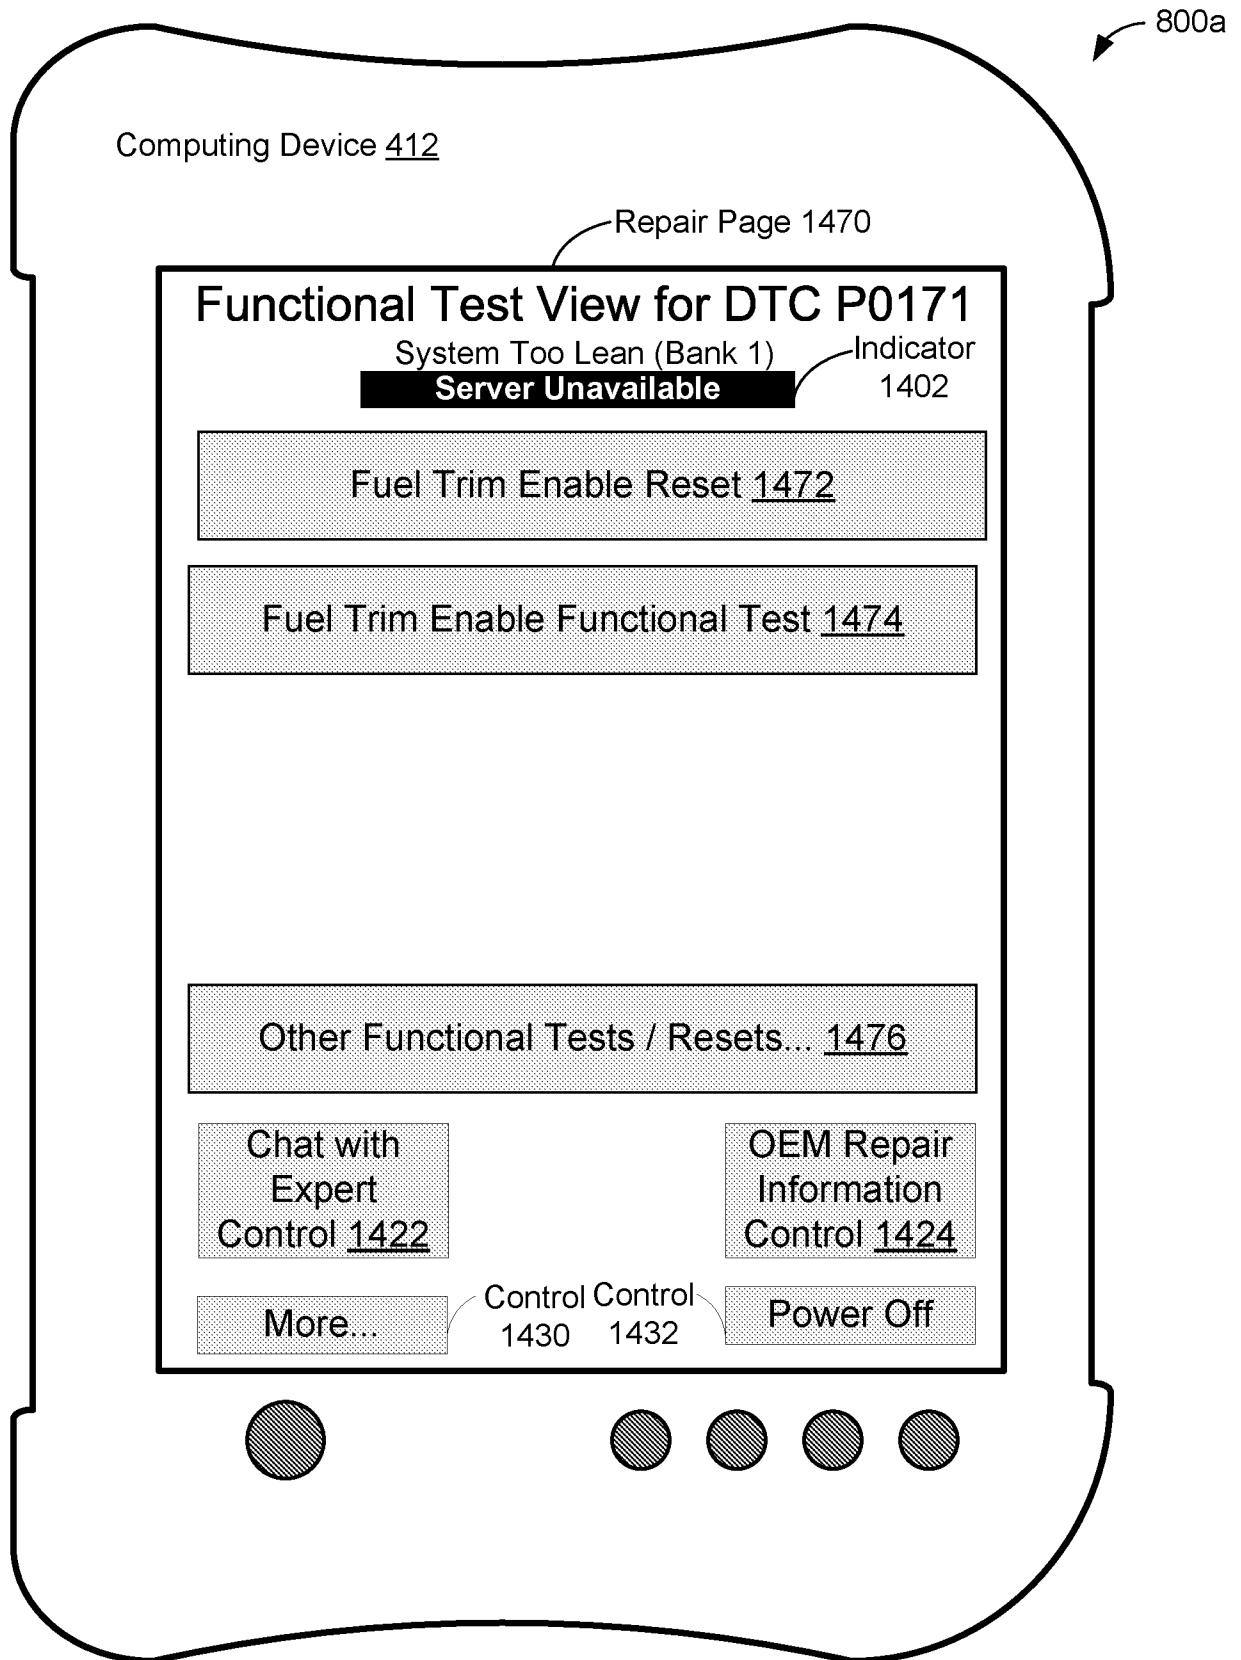 800a
Computing Device 412
Repair Page 1470
Functional Test View for DTC P0171
System Too Lean (Bank 1)
Indicator
1402
Server Unavailable
Fuel Trim Enable Reset 1472
Fuel Trim Enable Functional Test 1474
Other Functional Tests / Resets... 1476
Chat with
Expert
Control 1422
OEM Repair
Information
Control 1424
More...
Control
1430
Control
1432
Power Off